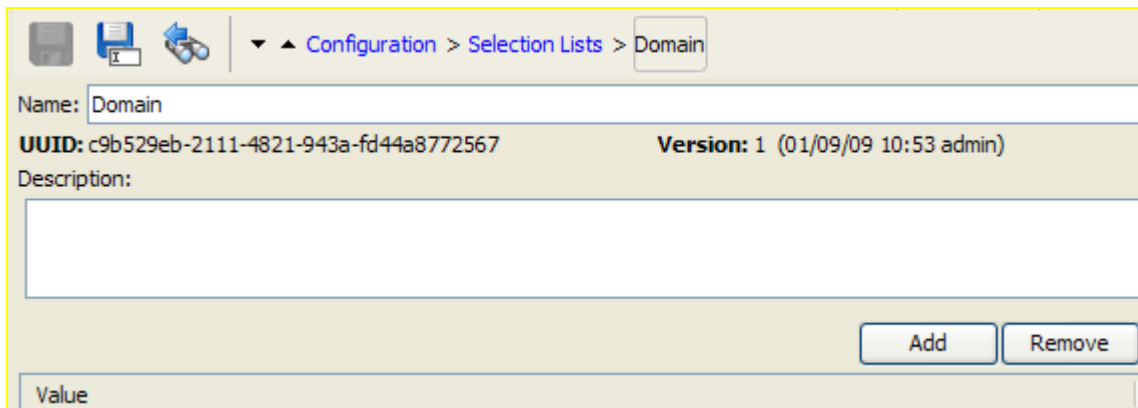 Configuration > Selection Lists > Domain
Name: Domain
UUID: c9b529eb-2111-4821-943a-fd44a8772567 Version: 1 (01/09/09 10:53 admin)
Description:
Add Remove
Value